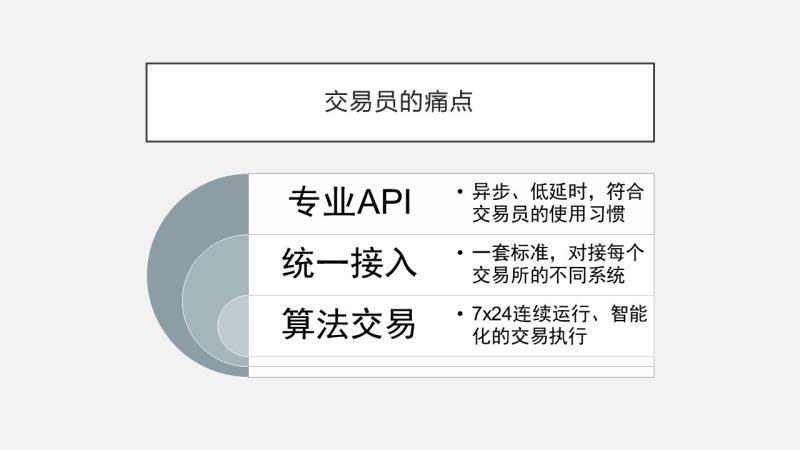 交易员的痛点
专业API
• 异步、低延时，符合
交易员的使用习惯
统一接入
• 一套标准，对接每个
交易所的不同系统
算法交易
• 7x24连续运行、智能
化的交易执行